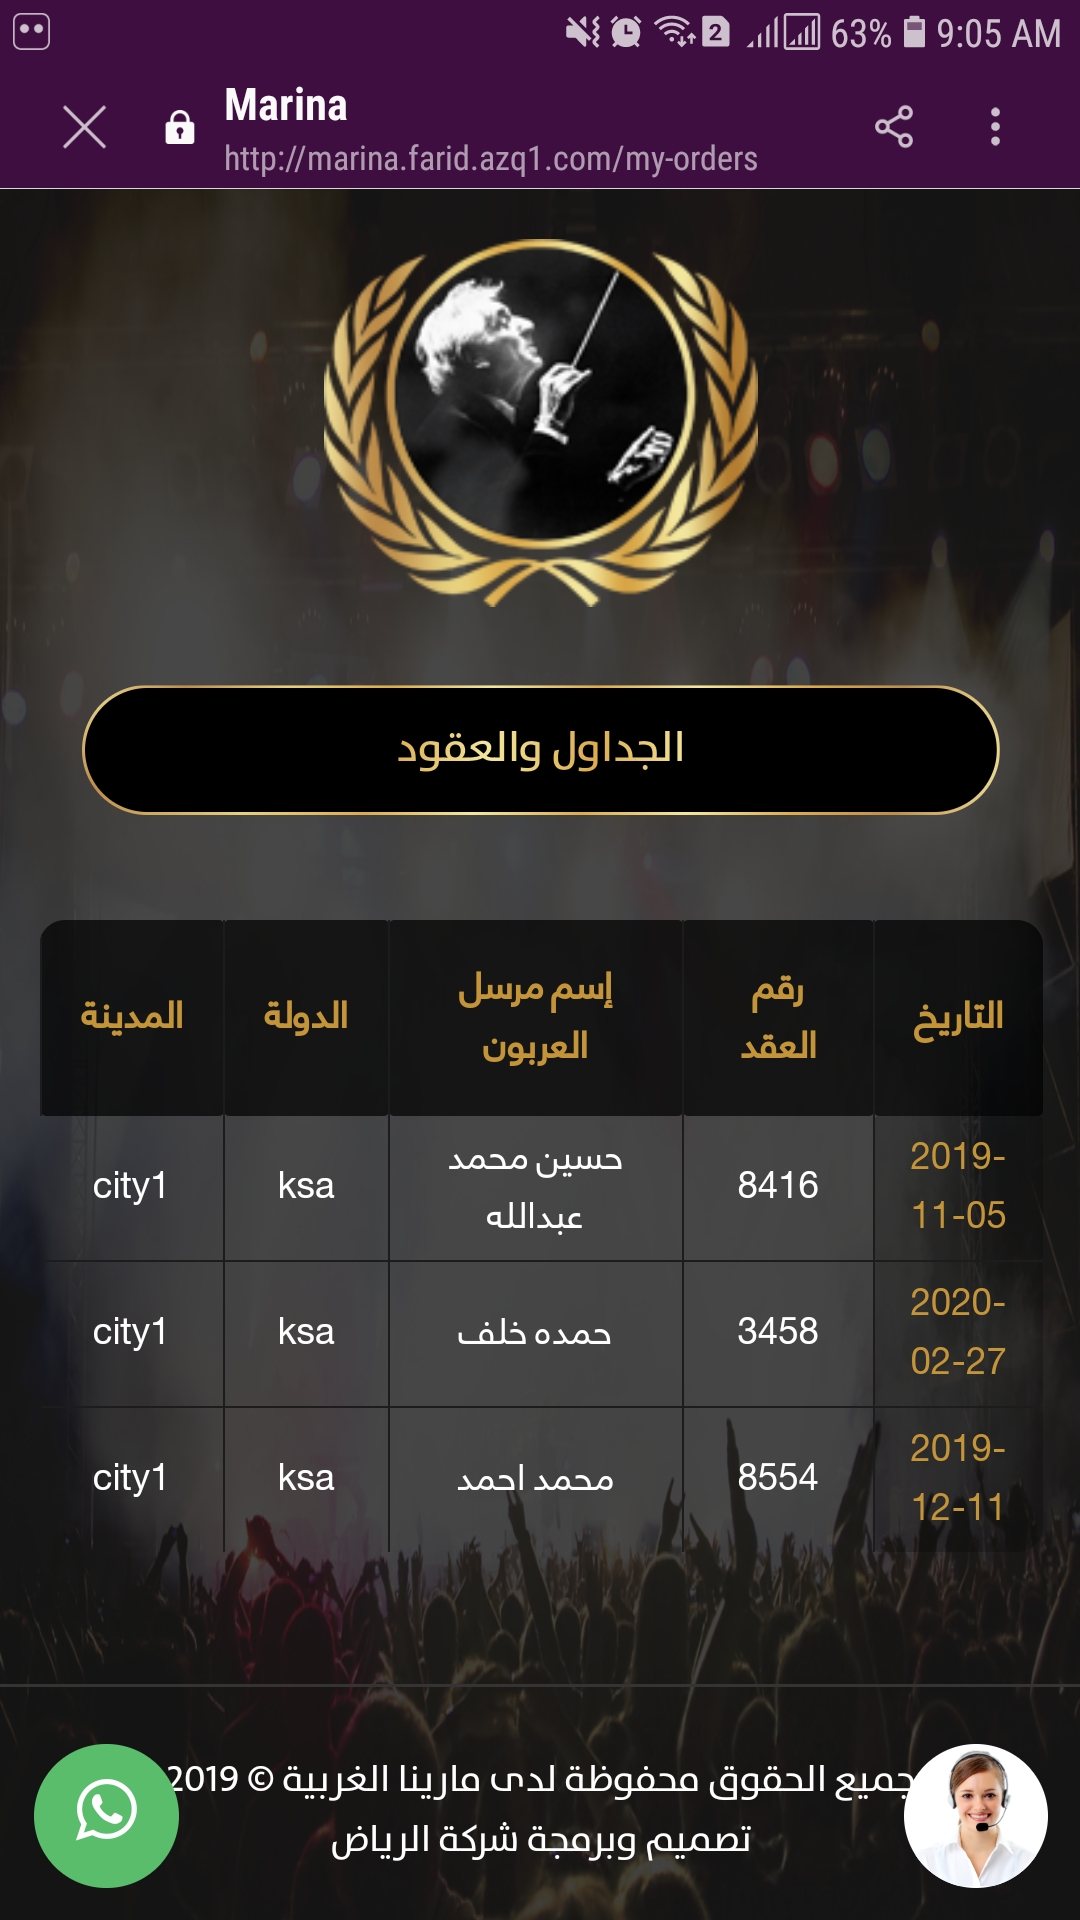 63% 9:05 AM
2
Marina
http://marina.farid.azq1.com/my-orders
الجداول والعقود
التاريخ
رقم
العقد
إسم مرسل
العربون
الدولة
المدينة
2019-
11-05
8416
حسين محمد
عبدالله
ksa
city1
2020-
02-27
3458
حمده خلف
ksa
city1
2019-
12-11
8554
محمد احمد
ksa
city1
جميع الحقوق محفوظة لدى مارينا الغربية © 2019
تصميم وبرمجة شركة الرياض